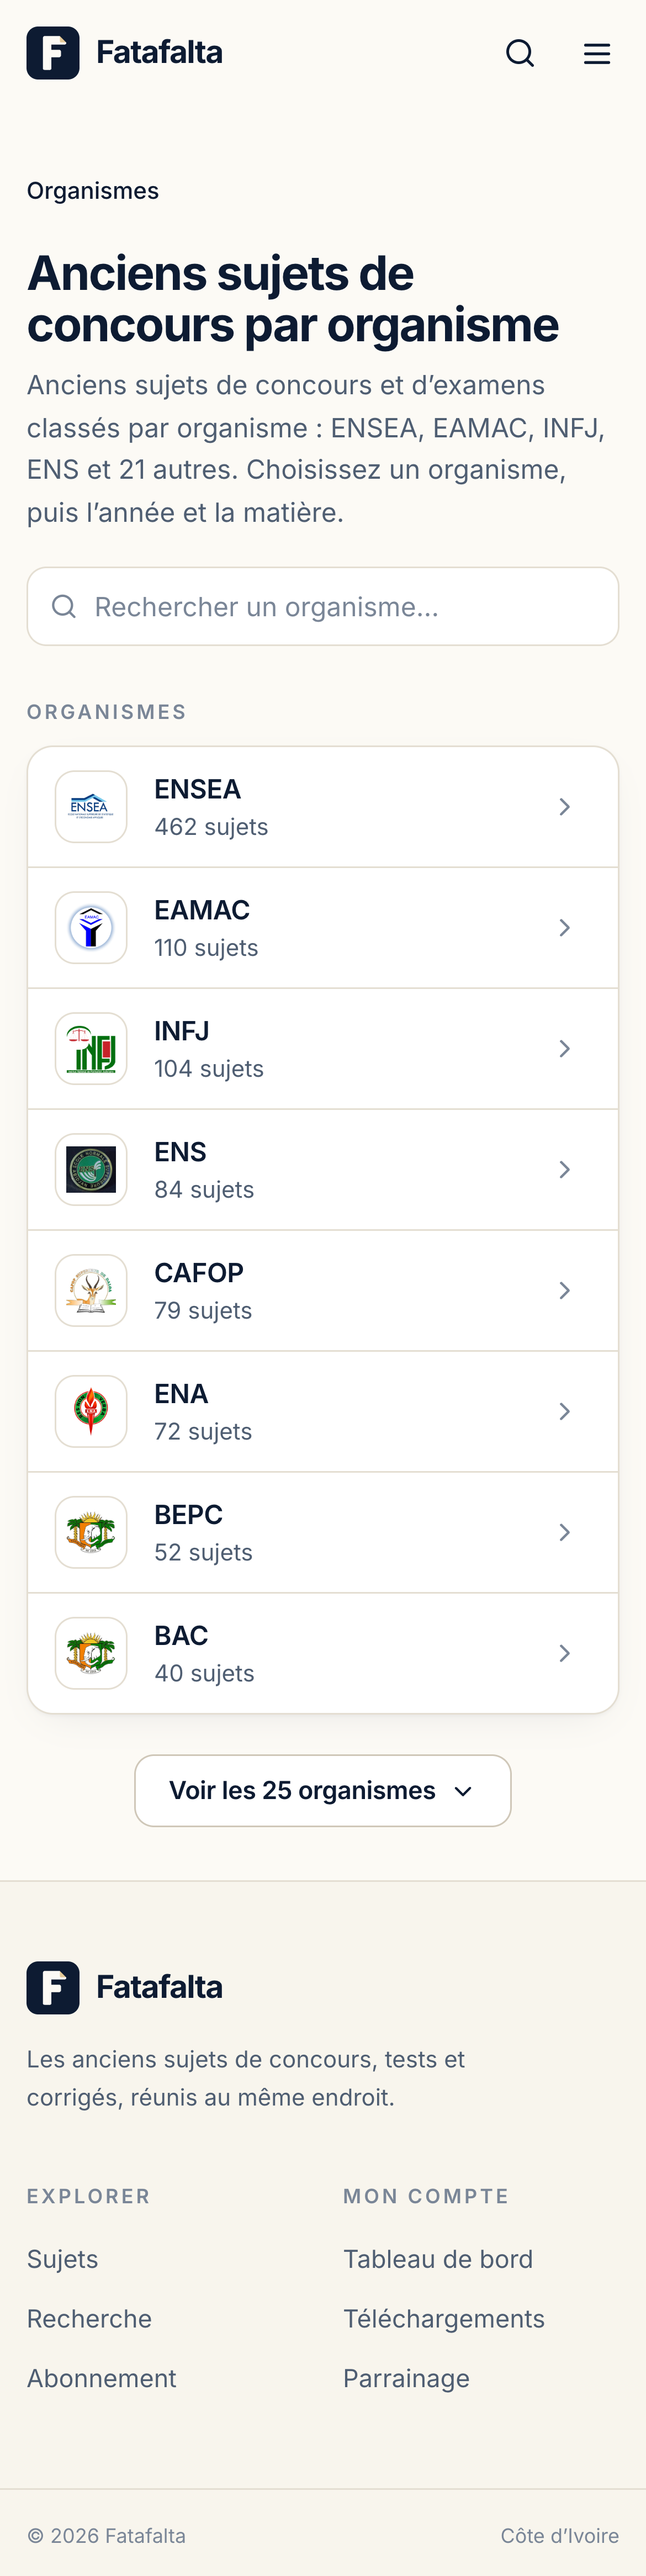 Fatafalta
Organismes
Anciens sujets de
concours par organisme
Anciens sujets de concours et d’examens
classés par organisme : ENSEA, EAMAC, INFJ,
ENS et 21 autres. Choisissez un organisme,
puis l’année et la matière.
Rechercher un organisme...
ORGANISMES
ENSEA
ENSEA
462 sujets
EAMAC
EAMAC
110 sujets
INFJ
INFJ
104 sujets
ENS
84 sujets
CAFOP
79 sujets
ENA
72 sujets
BEPC
52 sujets
BAC
40 sujets
Voir les 25 organismes
Fatafalta
Les anciens sujets de concours, tests et
corrigés, réunis au même endroit.
EXPLORER
MON COMPTE
Sujets
Tableau de bord
Recherche
Téléchargements
Abonnement
Parrainage
© 2026 Fatafalta
Côte d’Ivoire